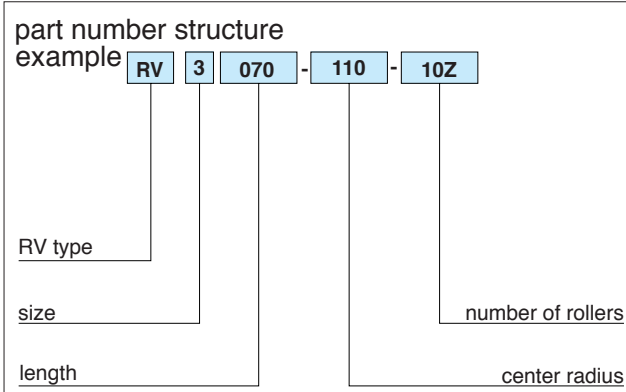 part number structure
example RV 3 070 - 110 - 10Z
RV type
size number of rollers
length center radius